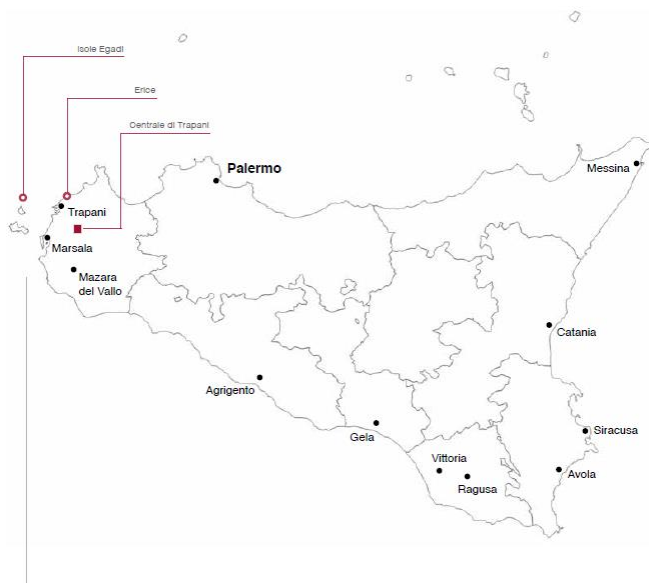 Isole Egadi
Erice
Centrale di Trapani
Palermo
Messina
Trapani
Marsala
Mazara
del Vallo
Catania
Agrigento
Gela
Siracusa
Vittoria
Ragusa
Avola